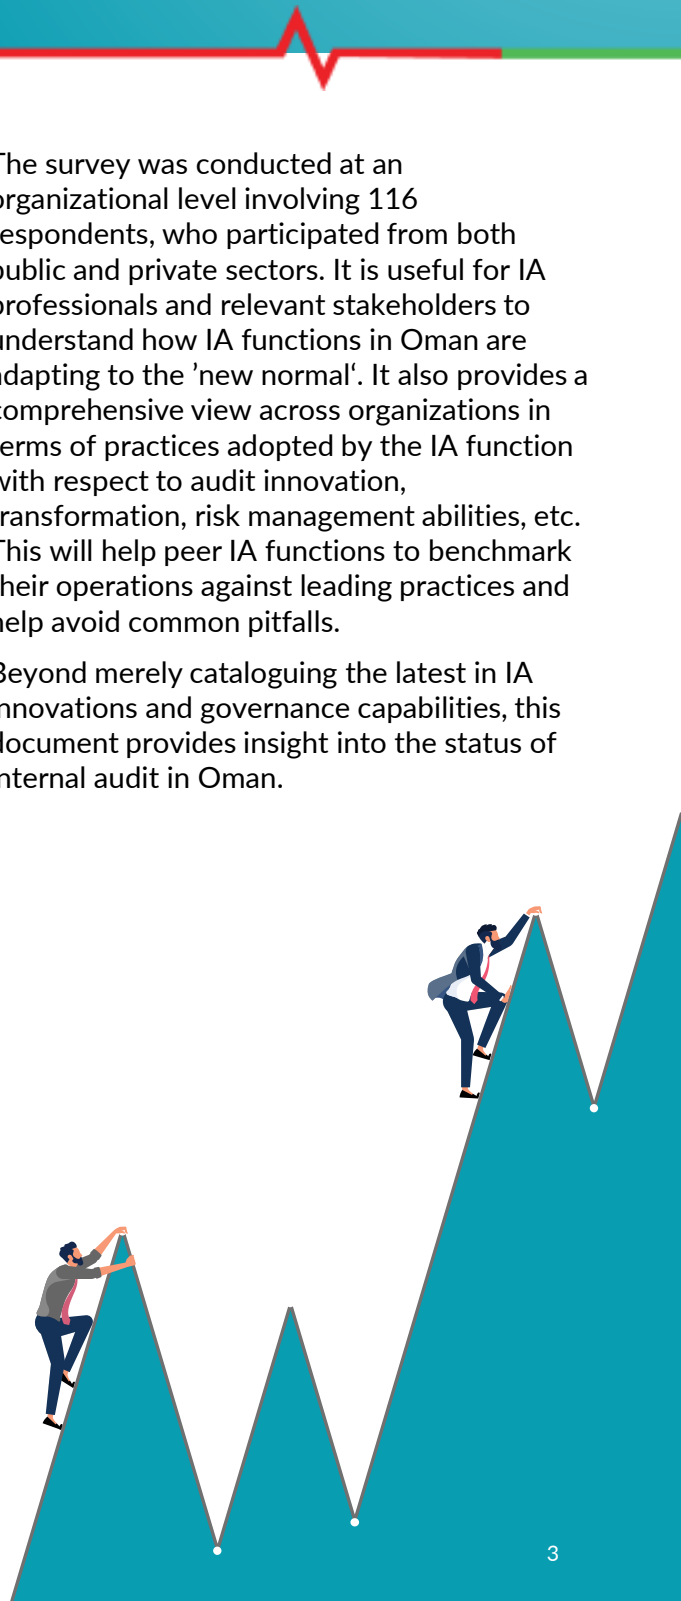 The survey was conducted at an
organizational level involving 116
respondents, who participated from both
public and private sectors. It is useful for IA
professionals and relevant stakeholders to
understand how IA functions in Oman are
adapting to the ’new normal‘. It also provides a
comprehensive view across organizations in
terms of practices adopted by the IA function
with respect to audit innovation,
transformation, risk management abilities, etc.
This will help peer IA functions to benchmark
their operations against leading practices and
help avoid common pitfalls.
Beyond merely cataloguing the latest in IA
innovations and governance capabilities, this
document provides insight into the status of
internal audit in Oman.
3